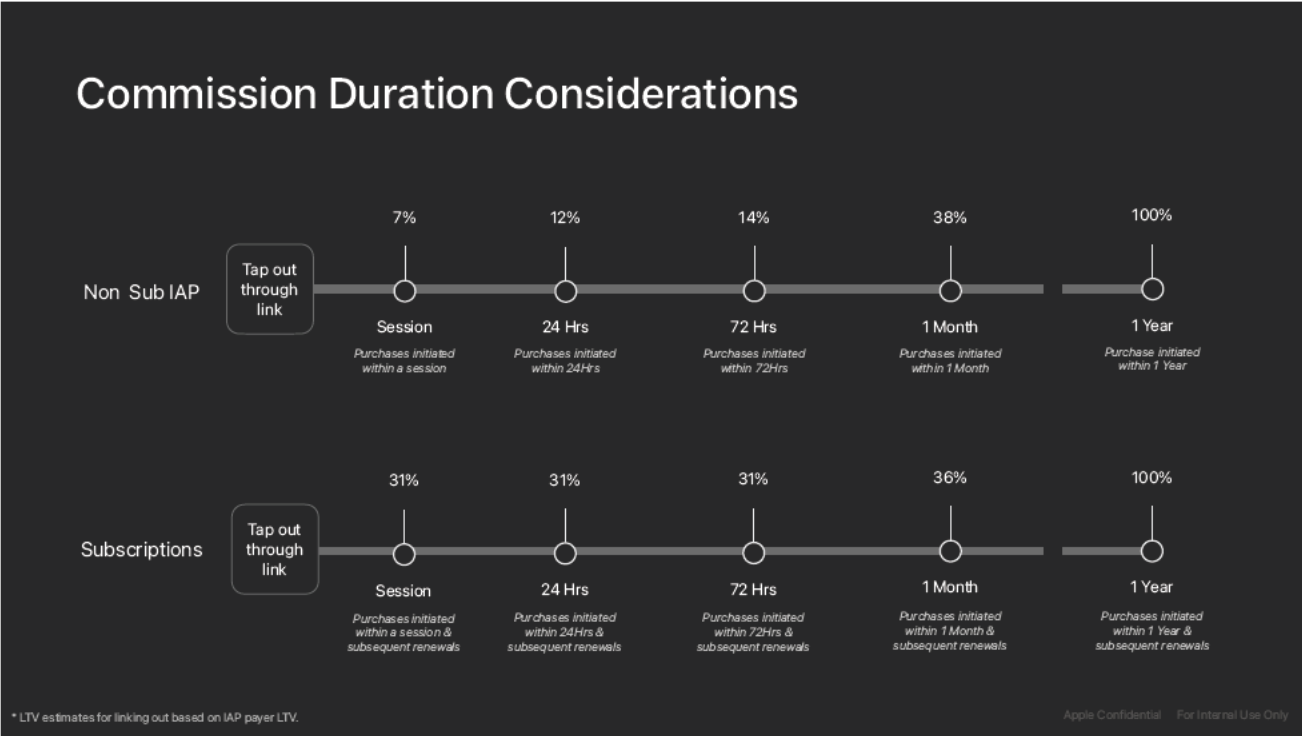 Commission Duration Considerations
7%
12%
14%
38%
100%
Non Sub IAP
Tap out
through
link
Session
24 Hrs
72 Hrs
1 Month
1 Year
Purchases initiated
within a session
Purchases initiated
within 24Hrs
Purchases initiated
within 72Hrs
Purchases initiated
within 1 Month
Purchase initiated
within 1 Year
31%
31%
31%
36%
100%
Subscriptions
Tap out
through
link
Session
24 Hrs
72 Hrs
1 Month
1 Year
Purchases initiated
within a session &
subsequent renewals
Purchases initiated
within 24Hrs &
subsequent renewals
Purchases initiated
within 72Hrs &
subsequent renewals
Purchases initiated
within 1 Month &
subsequent renewals
Purchases initiated
within 1 Year &
subsequent renewals
* LTV estimates for linking out based on IAP payer LTV.
Apple Confidential For Internal Use Only